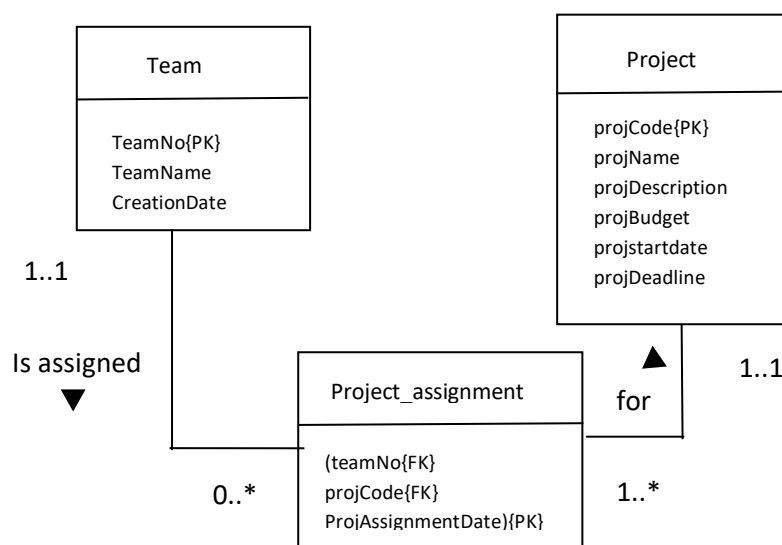 Team
TeamNo{PK}
TeamName
CreationDate
Project
projCode{PK}
projName
projDescription
projBudget
projstartdate
projDeadline
1..1
Is assigned
0..*
Project_assignment
(teamNo{FK}
projCode{FK}
ProjAssignmentDate){PK}
for
1..1
1..*